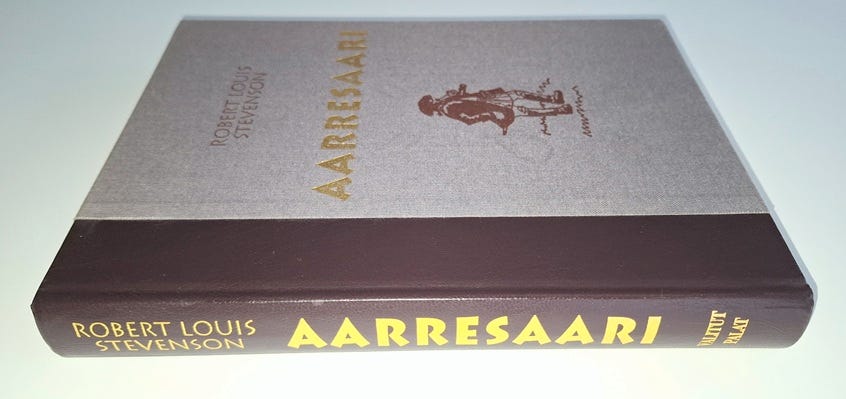 ROBERT LOUIS
STEVENSON
AARRESAARI
ROBERT LOUIS
STEVENSON
AARRESAARI
VALITUT
PALAT